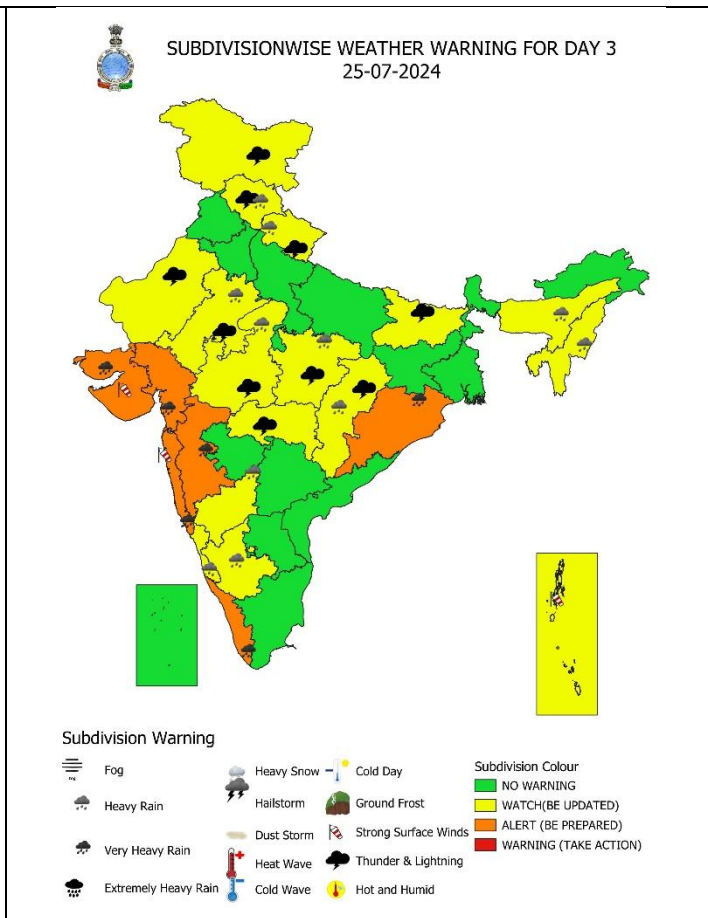 SUBDIVISIONWISE WEATHER WARNING FOR DAY 3
25-07-2024
Subdivision Warning
Fog
Heavy Rain
Very Heavy Rain
Extremely Heavy Rain
Heavy Snow
Hailstorm
Dust Storm
Heat Wave
Cold Wave
Cold Day
Ground Frost
Strong Surface Winds
Thunder & Lightning
Hot and Humid
Subdivision Colour
NO WARNING
WATCH(BE UPDATED)
ALERT (BE PREPARED)
WARNING (TAKE ACTION)